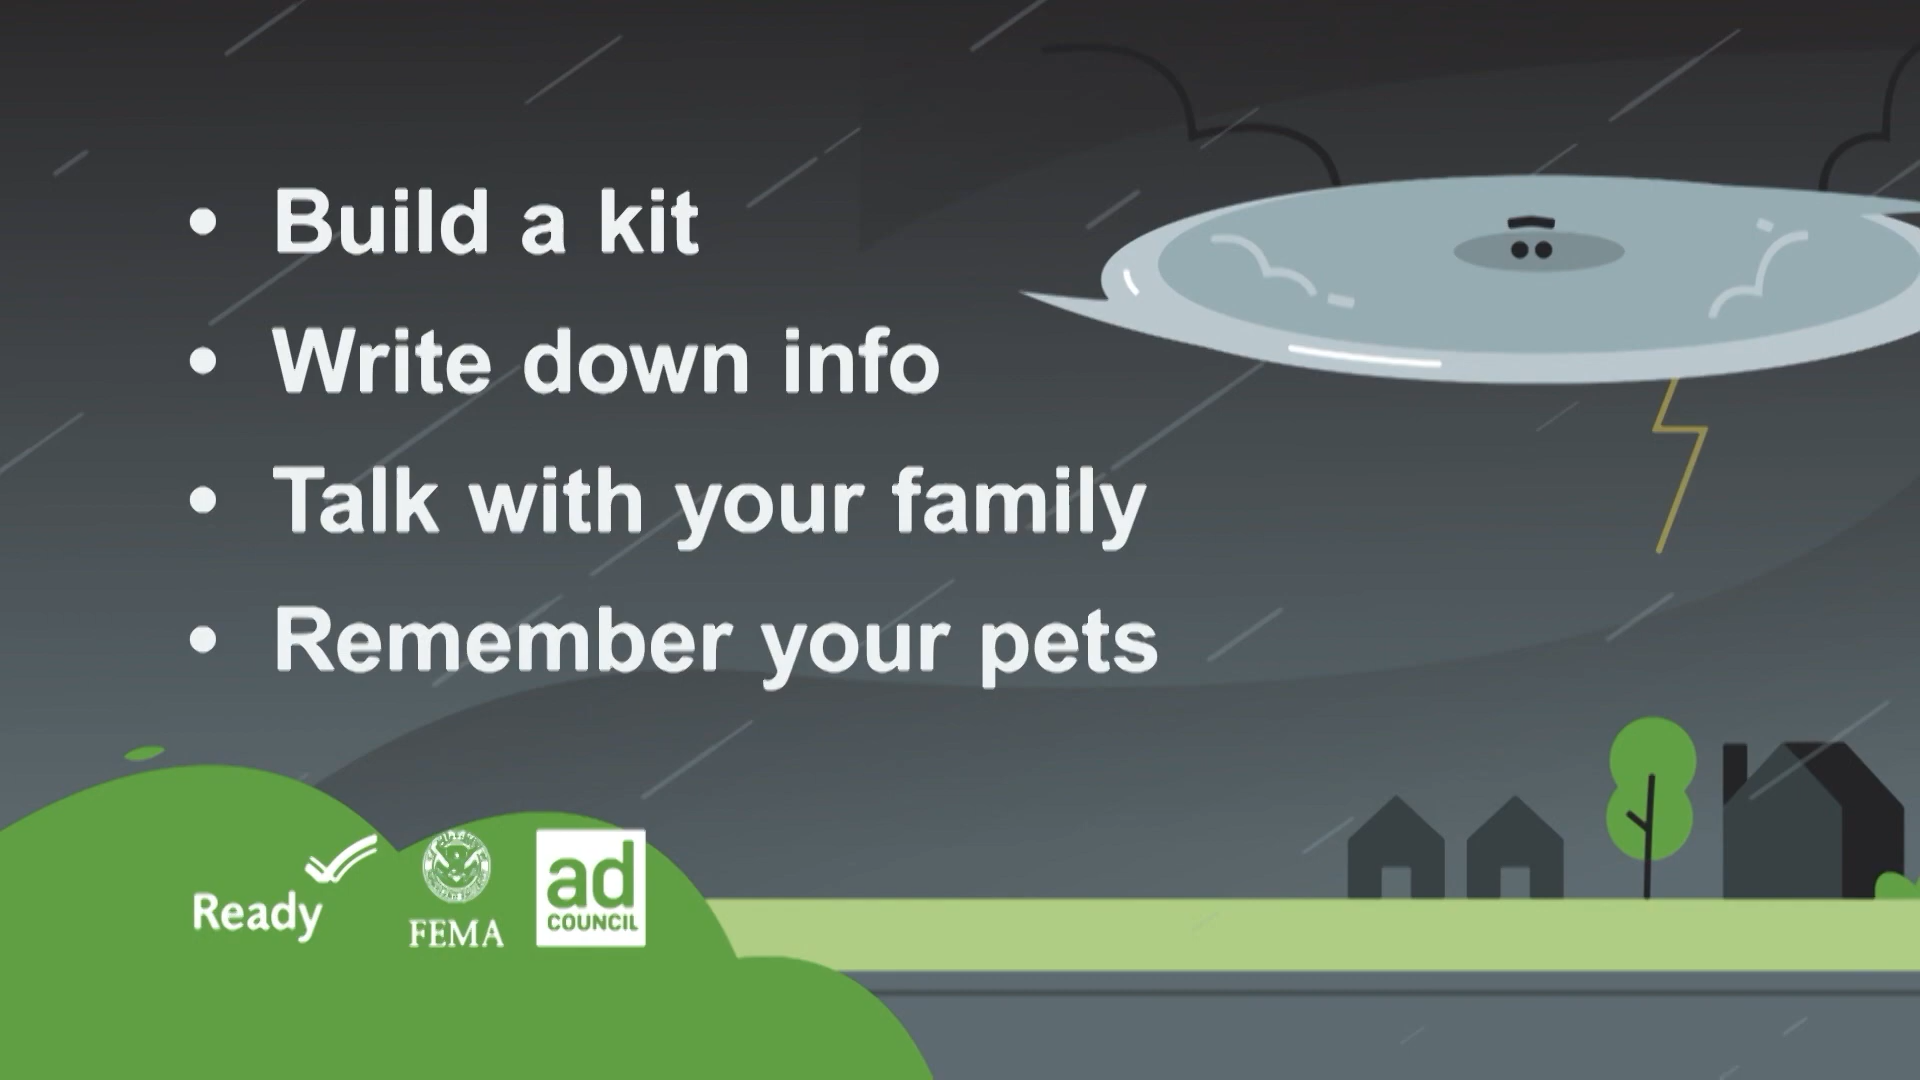 • Build a kit
• Write down info
• Talk with your family
• Remember your pets
Ready
FEMA
ad
COUNCIL